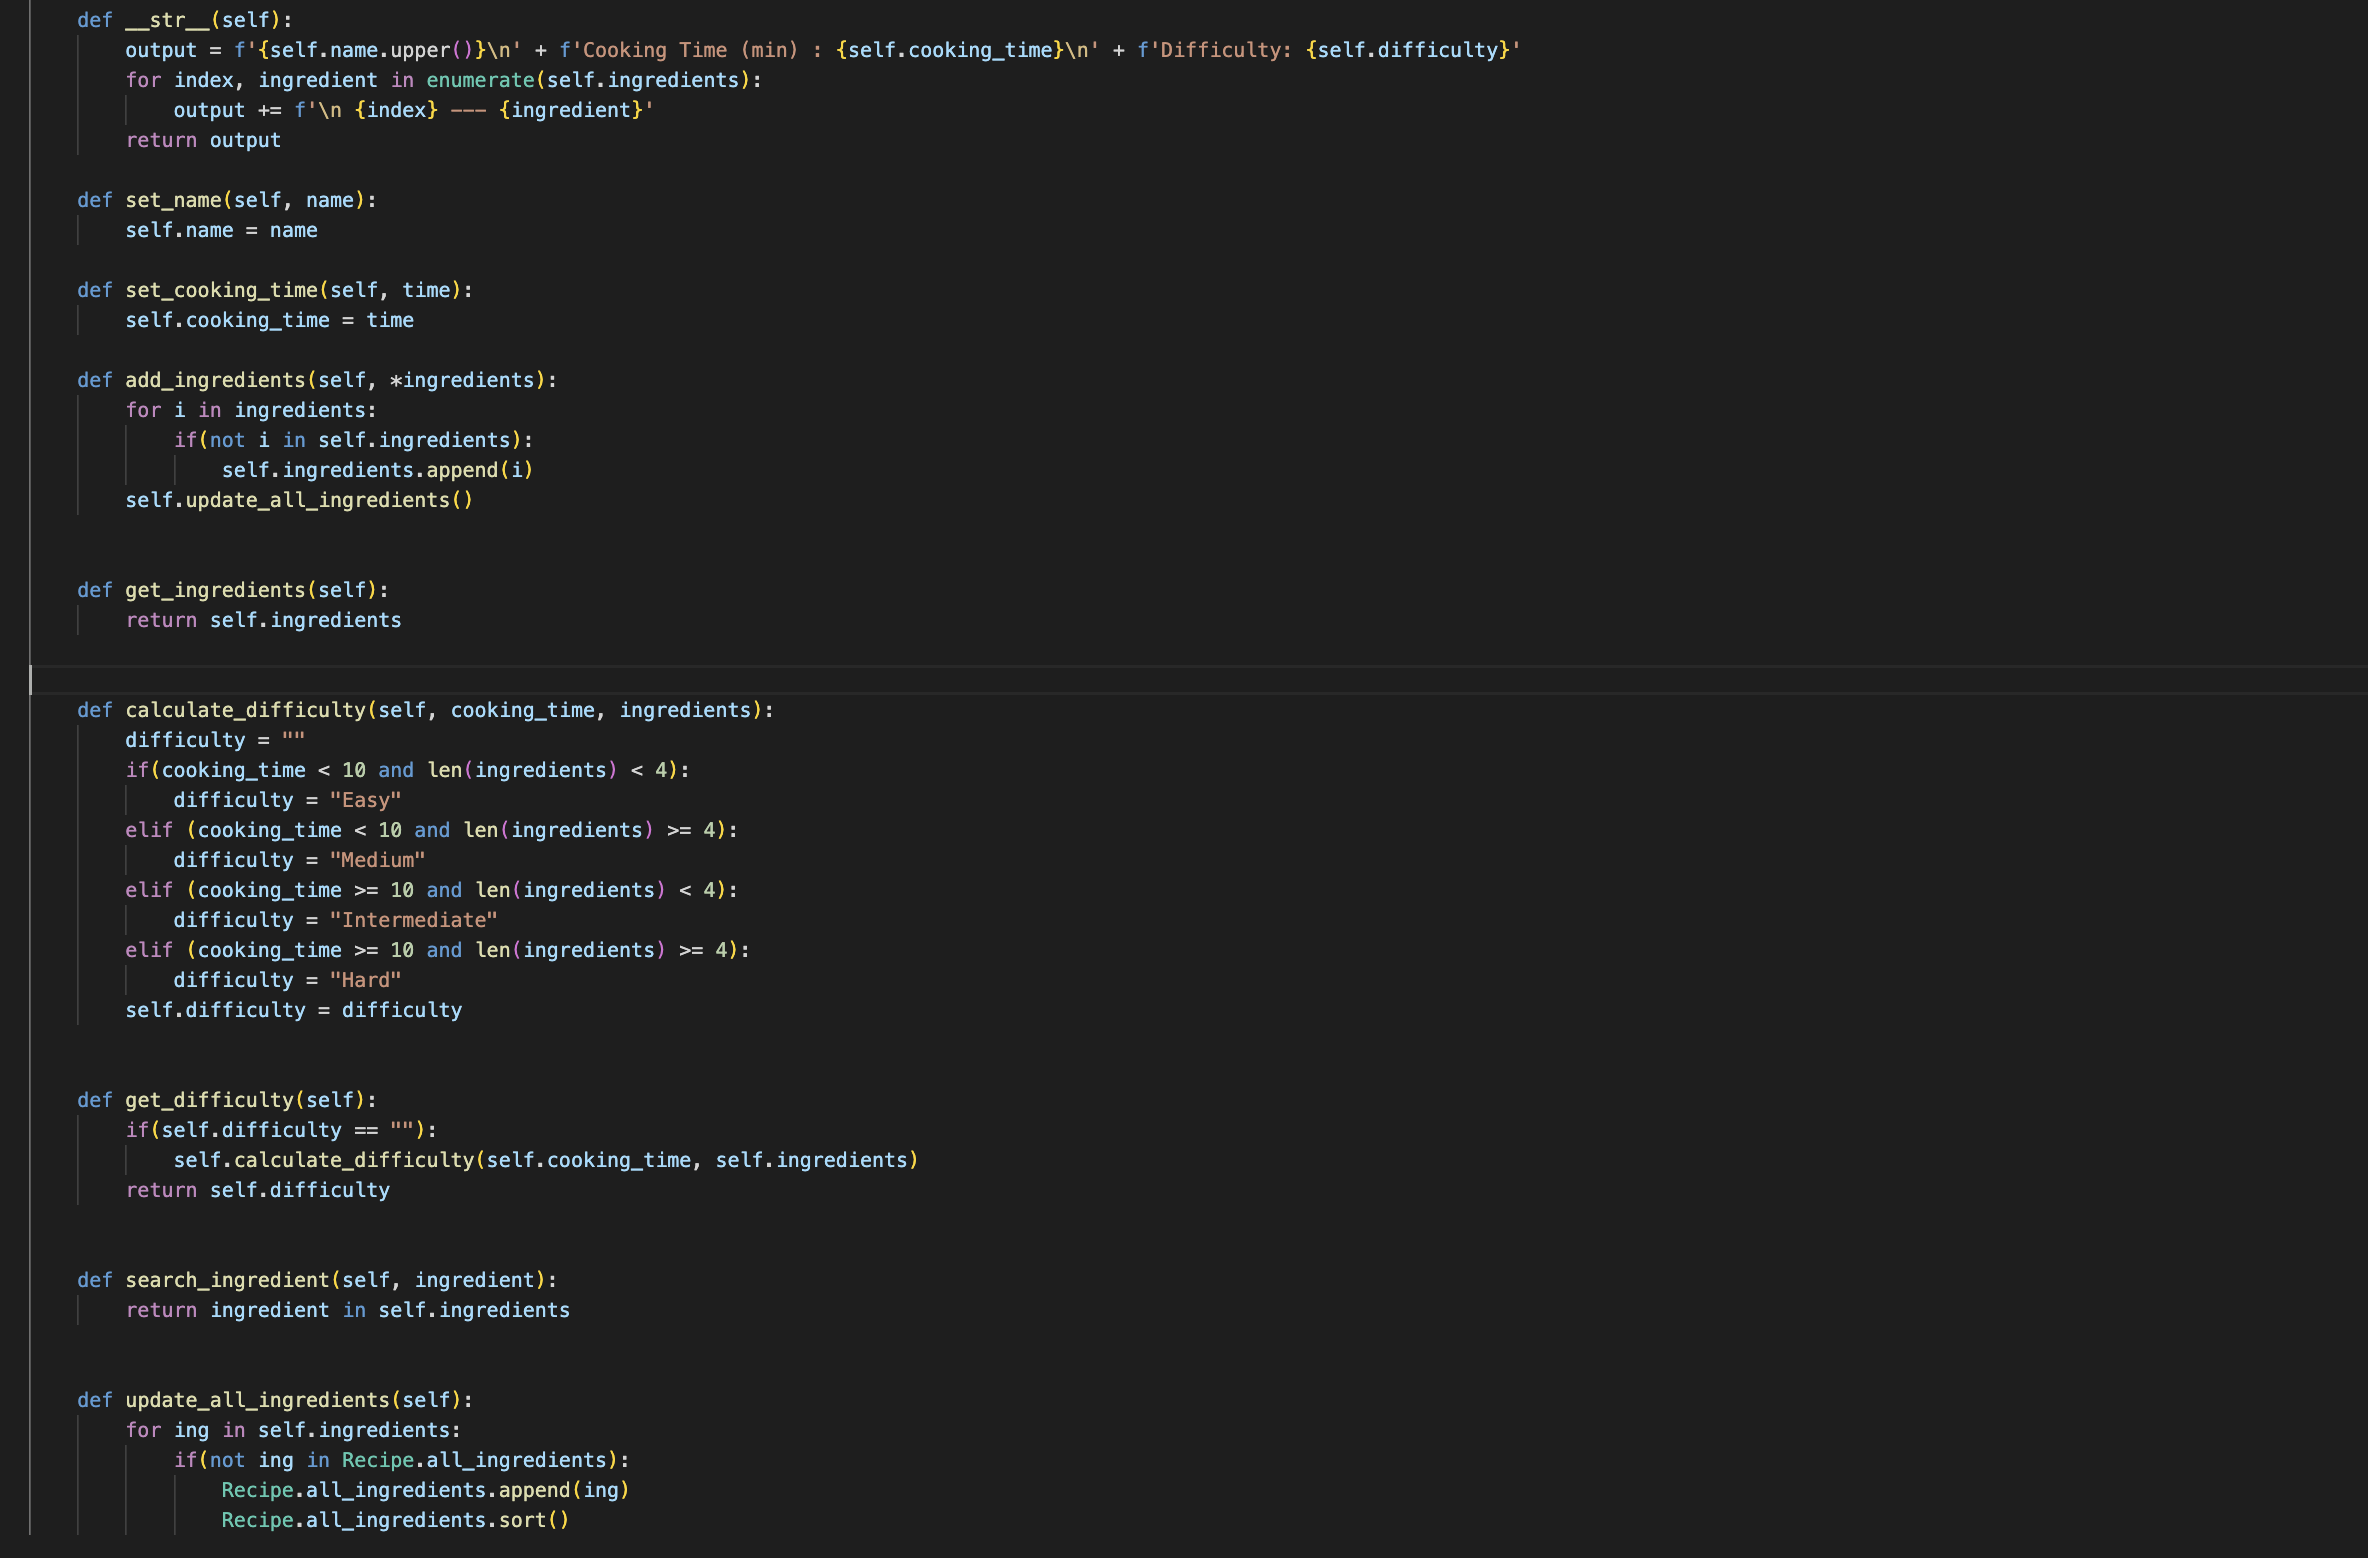 def __str__(self):
    output = f'{self.name.upper()}\n' + f'Cooking Time (min) : {self.cooking_time}\n' + f'Difficulty: {self.difficulty}'
    for index, ingredient in enumerate(self.ingredients):
        output += f'\n {index} --- {ingredient}'
    return output

def set_name(self, name):
    self.name = name

def set_cooking_time(self, time):
    self.cooking_time = time

def add_ingredients(self, *ingredients):
    for i in ingredients:
        if(not i in self.ingredients):
            self.ingredients.append(i)
    self.update_all_ingredients()


def get_ingredients(self):
    return self.ingredients


def calculate_difficulty(self, cooking_time, ingredients):
    difficulty = ""
    if(cooking_time < 10 and len(ingredients) < 4):
        difficulty = "Easy"
    elif (cooking_time < 10 and len(ingredients) >= 4):
        difficulty = "Medium"
    elif (cooking_time >= 10 and len(ingredients) < 4):
        difficulty = "Intermediate"
    elif (cooking_time >= 10 and len(ingredients) >= 4):
        difficulty = "Hard"
    self.difficulty = difficulty


def get_difficulty(self):
    if(self.difficulty == ""):
        self.calculate_difficulty(self.cooking_time, self.ingredients)
    return self.difficulty


def search_ingredient(self, ingredient):
    return ingredient in self.ingredients


def update_all_ingredients(self):
    for ing in self.ingredients:
        if(not ing in Recipe.all_ingredients):
            Recipe.all_ingredients.append(ing)
            Recipe.all_ingredients.sort()